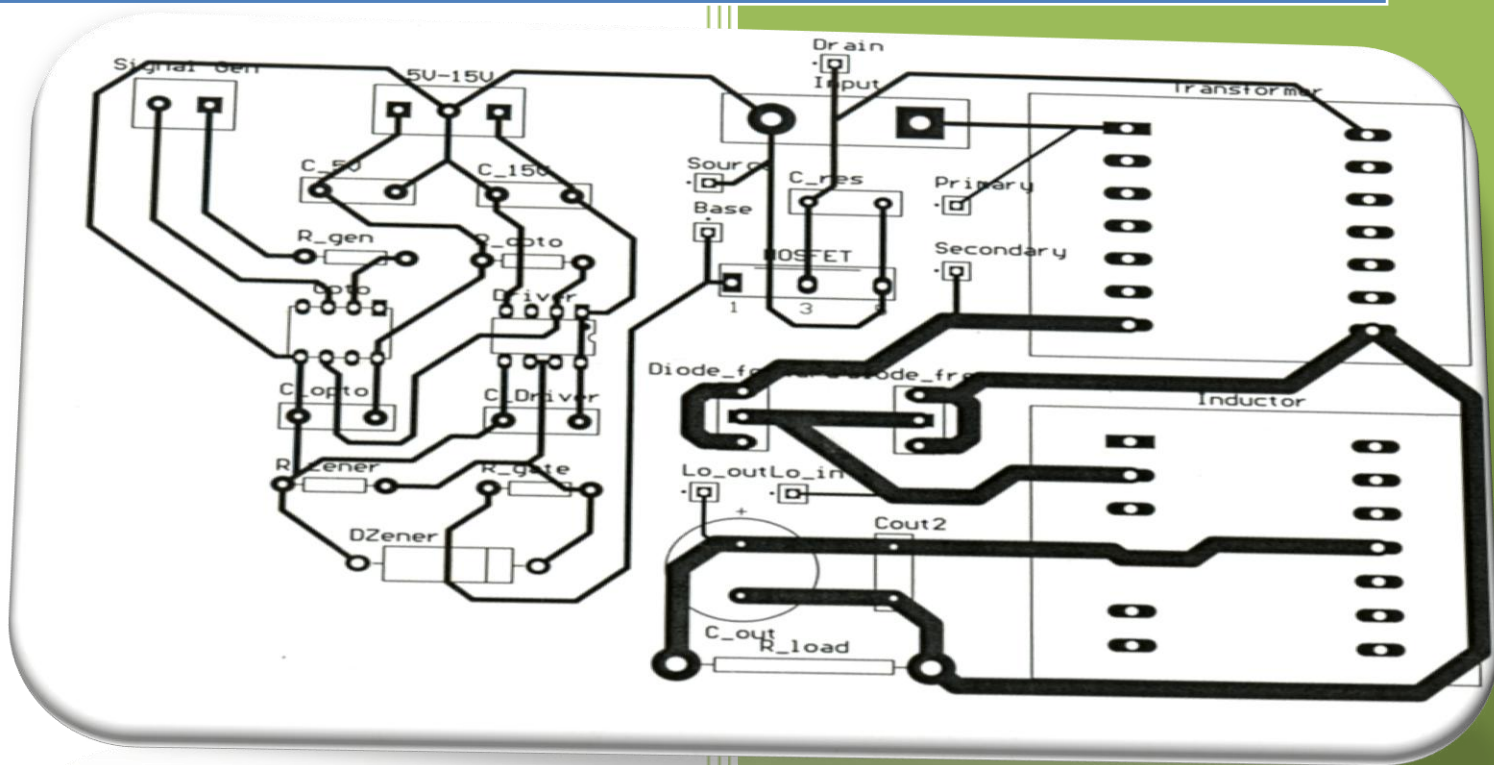 Drain
Signal Gen
5V-15V
Input
Transformer
C_5V
C_15V
Source
C_res
Primary
Base
R_gen
R_opto
MOSFET
Secondary
Opto
Driver
1
3
Inductor
C_opto
C_Driver
R_Zener
R_gate
Lo_out
Lo_in
+
Cout2
DZener
C_out
R_load